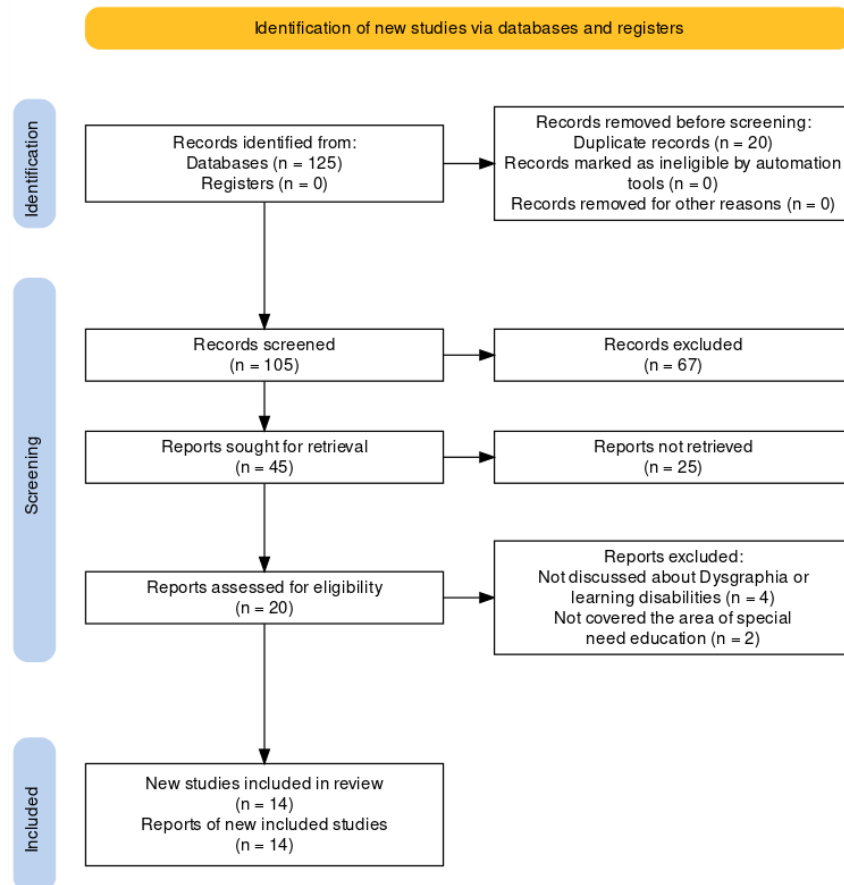 Identification of new studies via databases and registers
Identification
Records identified from:
Databases (n = 125)
Registers (n = 0)
Records removed before screening:
Duplicate records (n = 20)
Records marked as ineligible by automation
tools (n = 0)
Records removed for other reasons (n = 0)
Screening
Records screened
(n = 105)
Records excluded
(n = 67)
Reports sought for retrieval
(n = 45)
Reports not retrieved
(n = 25)
Reports assessed for eligibility
(n = 20)
Reports excluded:
Not discussed about Dysgraphia or
learning disabilities (n = 4)
Not covered the area of special
need education (n = 2)
Included
New studies included in review
(n = 14)
Reports of new included studies
(n = 14)